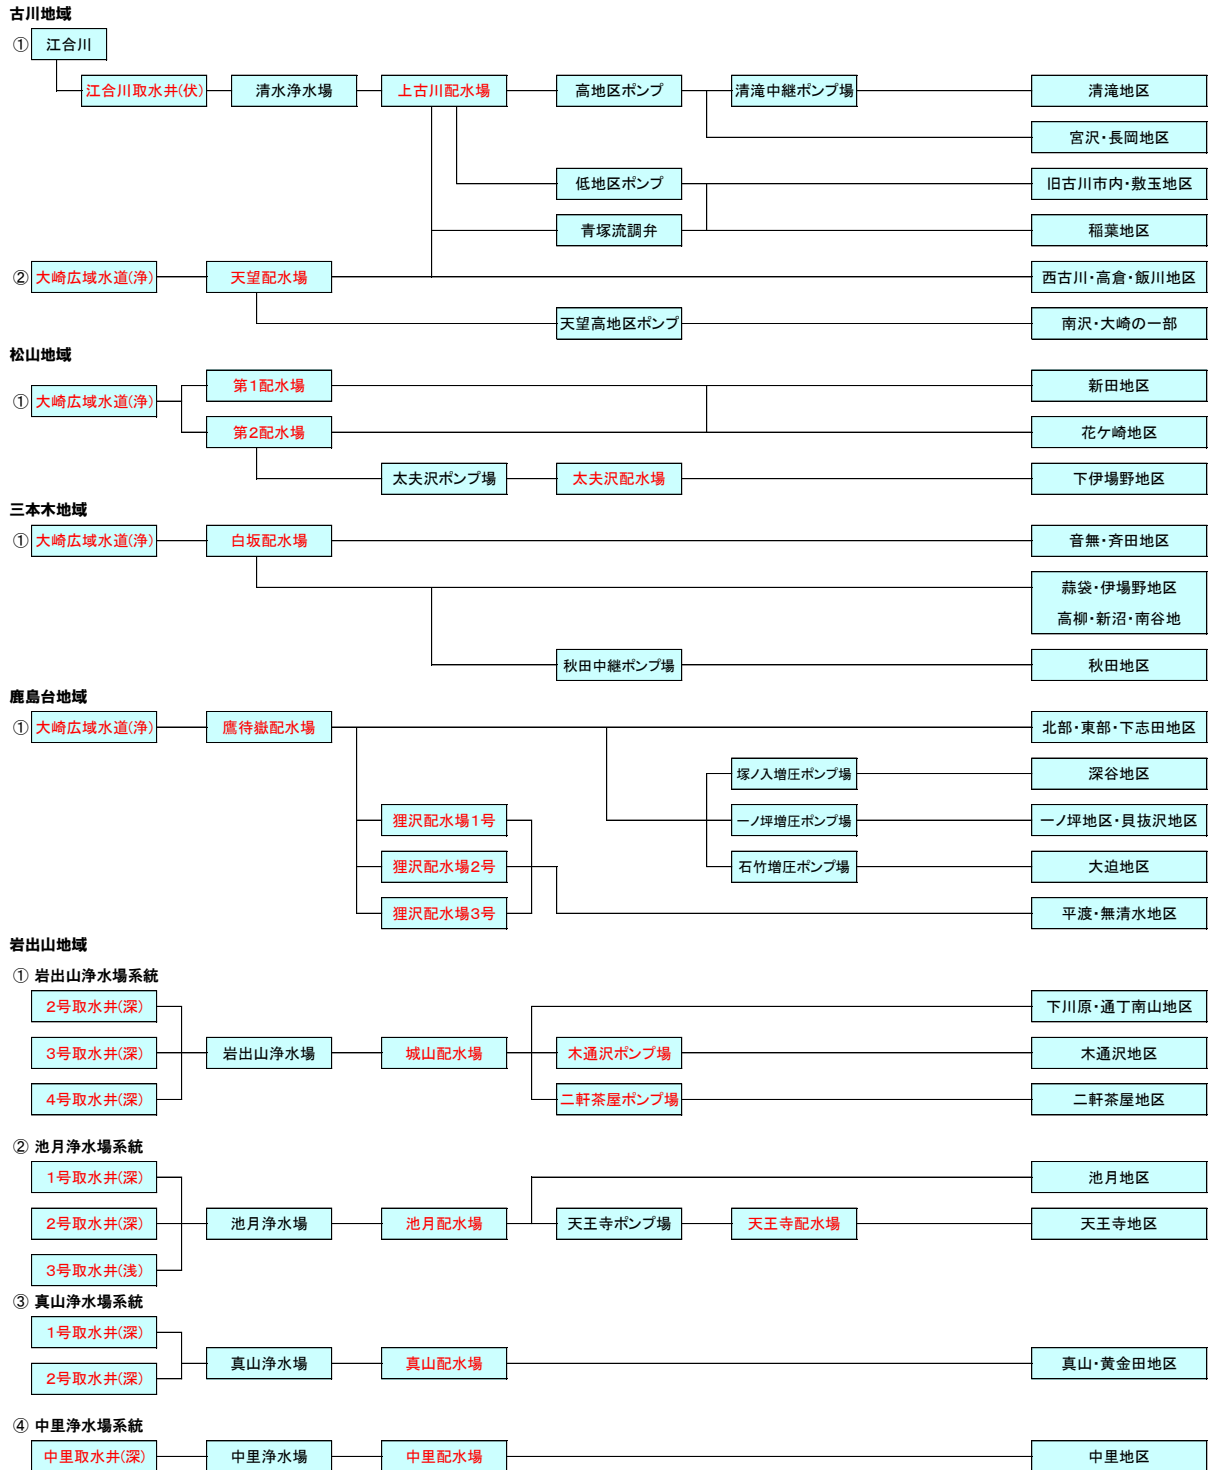 古川地域
① 江合川
江合川取水井(伏) 清水浄水場 上古川配水場 高地区ポンプ 清滝中継ポンプ場 清滝地区
宮沢・長岡地区
低地区ポンプ 旧古川市内・敷玉地区
青塚流調弁 稲葉地区
② 大崎広域水道(浄) 天望配水場 西古川・高倉・飯川地区
天望高地区ポンプ 南沢・大崎の一部
松山地域
第1配水場 新田地区
① 大崎広域水道(浄)
第2配水場 花ケ崎地区
太夫沢ポンプ場 太夫沢配水場 下伊場野地区
三本木地域
① 大崎広域水道(浄) 白坂配水場 音無・斉田地区
蒜袋・伊場野地区
高柳・新沼・南谷地
秋田中継ポンプ場 秋田地区
鹿島台地域
① 大崎広域水道(浄) 鷹待嶽配水場 北部・東部・下志田地区
塚ノ入増圧ポンプ場 深谷地区
狸沢配水場1号 一ノ坪増圧ポンプ場 一ノ坪地区・貝抜沢地区
狸沢配水場2号 石竹増圧ポンプ場 大迫地区
狸沢配水場3号 平渡・無清水地区
岩出山地域
① 岩出山浄水場系統
2号取水井(深) 下川原・通丁南山地区
3号取水井(深) 岩出山浄水場 城山配水場 木通沢ポンプ場 木通沢地区
4号取水井(深) 二軒茶屋ポンプ場 二軒茶屋地区
② 池月浄水場系統
1号取水井(深) 池月地区
2号取水井(深) 池月浄水場 池月配水場 天王寺ポンプ場 天王寺配水場 天王寺地区
3号取水井(浅)
③ 真山浄水場系統
1号取水井(深)
真山浄水場 真山配水場 真山・黄金田地区
2号取水井(深)
④ 中里浄水場系統
中里取水井(深) 中里浄水場 中里配水場 中里地区